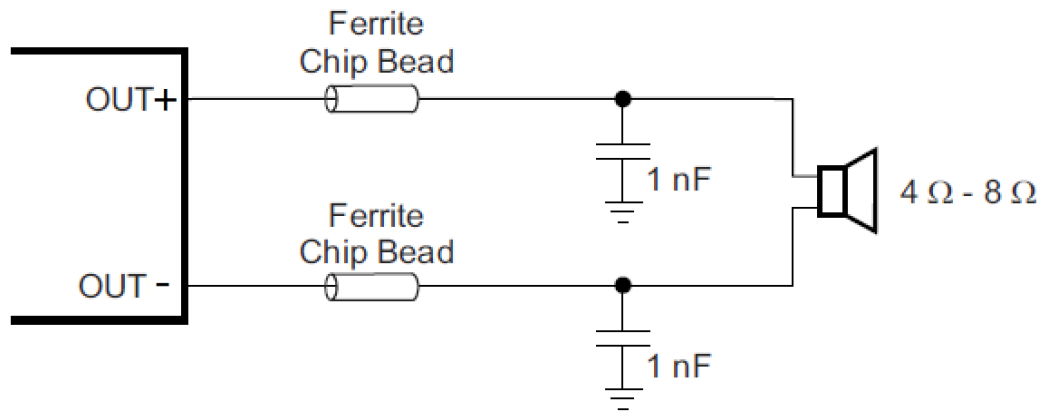 Ferrite
Chip Bead
OUT+
1 nF
4 Ω - 8 Ω
Ferrite
Chip Bead
OUT -
1 nF